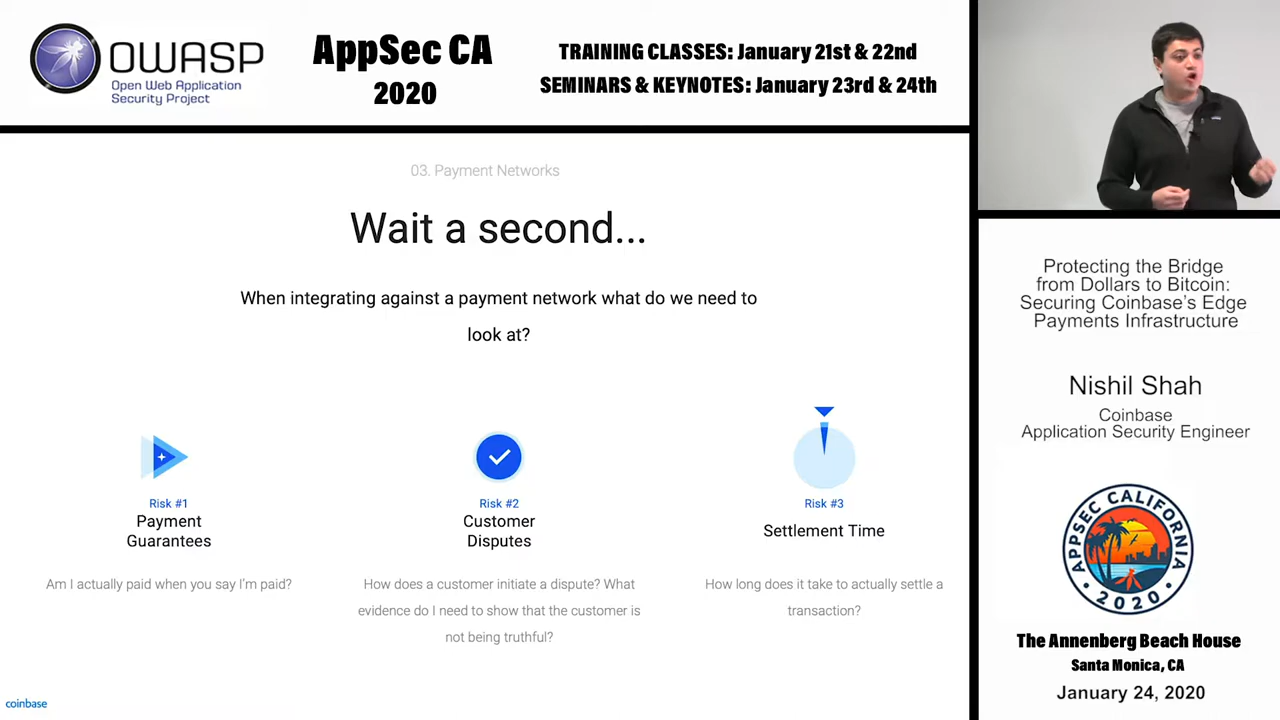 OWASP
Open Web Application
Security Project
AppSec CA
2020
TRAINING CLASSES: January 21st & 22nd
SEMINARS & KEYNOTES: January 23rd & 24th
03. Payment Networks
Wait a second...
When integrating against a payment network what do we need to
look at?
Risk #1
Payment
Guarantees
Am I actually paid when you say I'm paid?
Risk #2
Customer
Disputes
How does a customer initiate a dispute? What
evidence do I need to show that the customer is
not being truthful?
Risk #3
Settlement Time
How long does it take to actually settle a
transaction?
coinbase
Protecting the Bridge
from Dollars to Bitcoin:
Securing Coinbase's Edge
Payments Infrastructure
Nishil Shah
Coinbase
Application Security Engineer
APPSEC CALIFORNIA
2020
The Annenberg Beach House
Santa Monica, CA
January 24, 2020